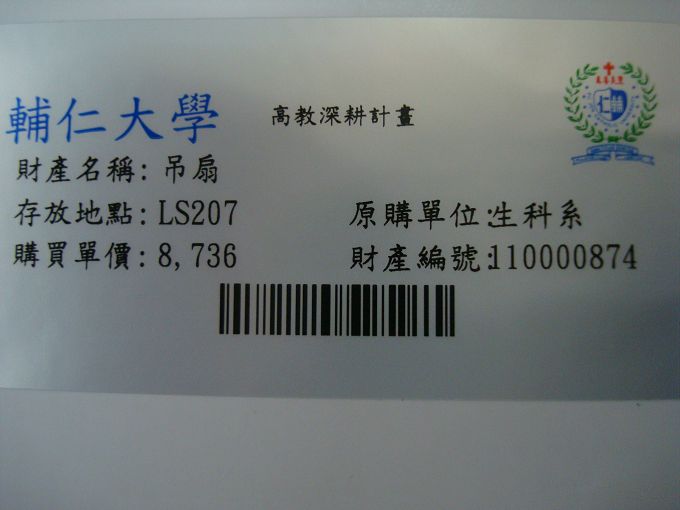 輔仁大學 高教深耕計畫
財產名稱: 吊扇
存放地點: LS207 原購單位:生科系
購買單價: 8,736 財產編號:110000874